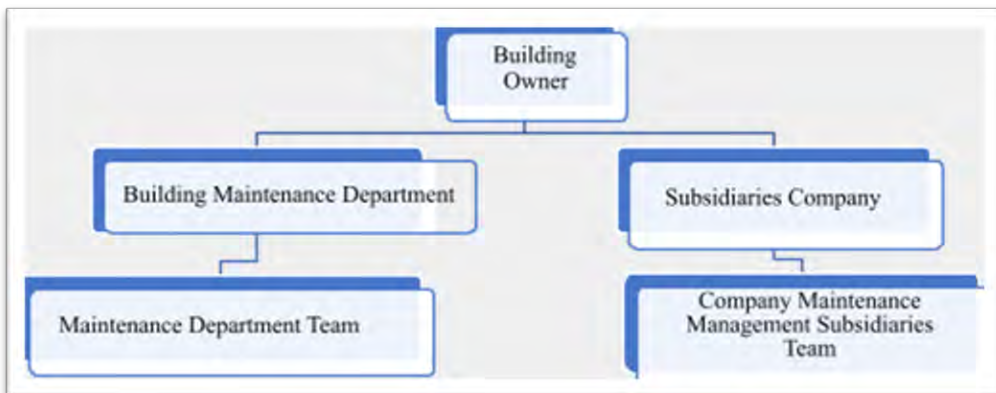 Building
Owner
Building Maintenance Department
Subsidiaries Company
Maintenance Department Team
Company Maintenance
Management Subsidiaries
Team